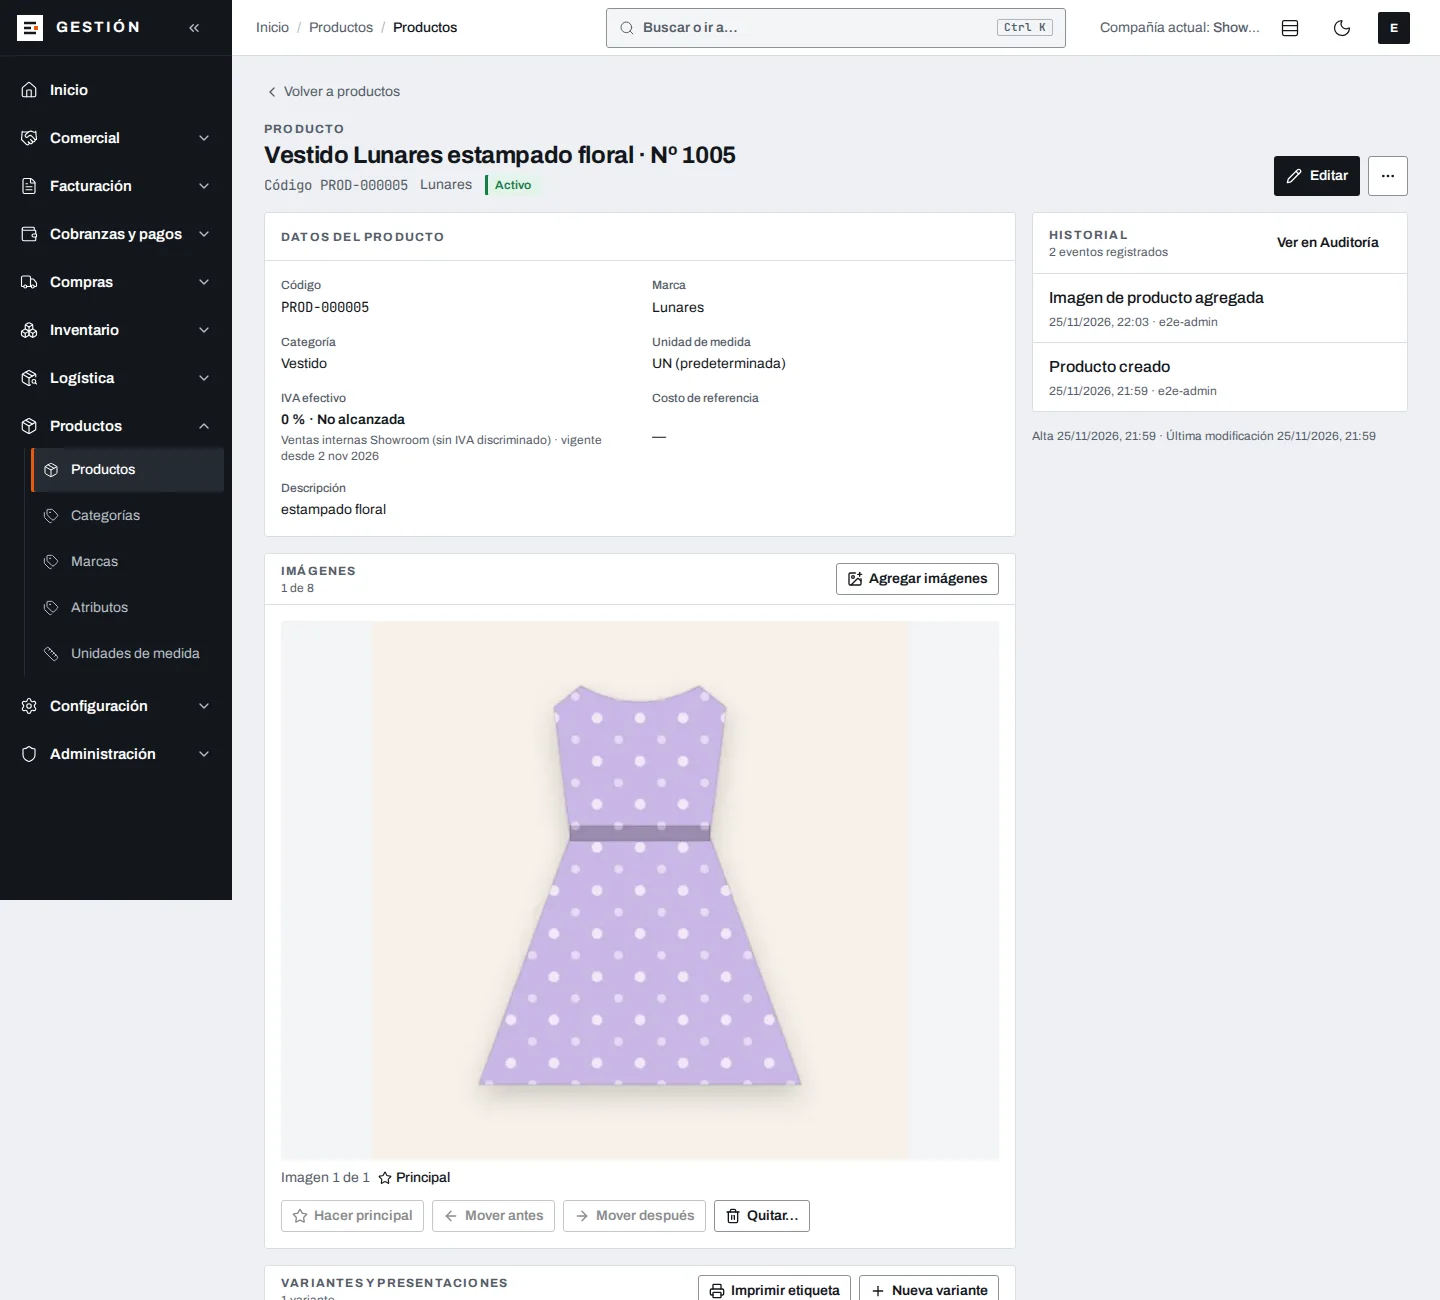 GESTIÓN
Inicio
Comercial
Facturación
Cobranzas y pagos
Compras
Inventario
Logística
Productos
Productos
Categorías
Marcas
Atributos
Unidades de medida
Configuración
Administración
Inicio / Productos / Productos
Buscar o ir a... Ctrl K
Compañía actual: Show...
E
Volver a productos
PRODUCTO
Vestido Lunares estampado floral · Nº 1005
Código PROD-000005 Lunares Activo
Editar
DATOS DEL PRODUCTO
Código
PROD-000005
Marca
Lunares
Categoría
Vestido
Unidad de medida
UN (predeterminada)
IVA efectivo
0 % · No alcanzada
Ventas internas Showroom (sin IVA discriminado) · vigente
desde 2 nov 2026
Costo de referencia
—
Descripción
estampado floral
IMÁGENES
1 de 8
Agregar imágenes
Imagen 1 de 1 Principal
Hacer principal
Mover antes
Mover después
Quitar...
VARIANTES Y PRESENTACIONES
1 variante
Imprimir etiqueta
Nueva variante
HISTORIAL
2 eventos registrados
Ver en Auditoría
Imagen de producto agregada
25/11/2026, 22:03 · e2e-admin
Producto creado
25/11/2026, 21:59 · e2e-admin
Alta 25/11/2026, 21:59 · Última modificación 25/11/2026, 21:59